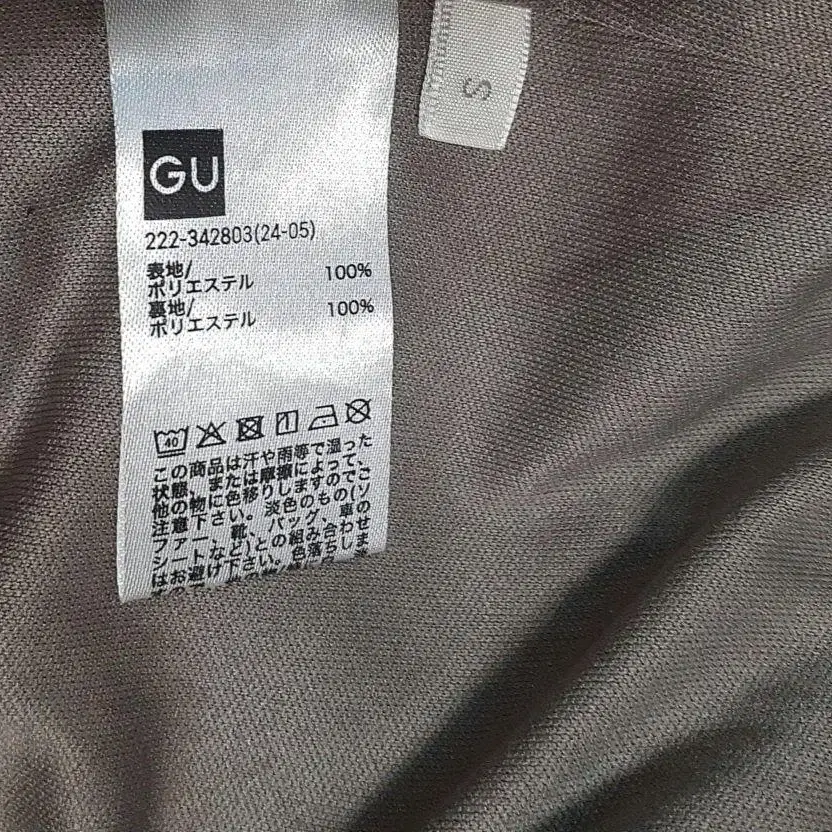 GU
S
222-342803(24-05)
表地/
ポリエステル 100%
裏地/
ポリエステル 100%
40
この商品は汗や雨等で湿った
状態、または摩擦によって、
他の物に色移りしますのでご
注意下さい。淡色のもの(ソ
ファー、靴、バッグ、車の
シートなど)との組み合わせ
はお避け下さい。色落ちしま